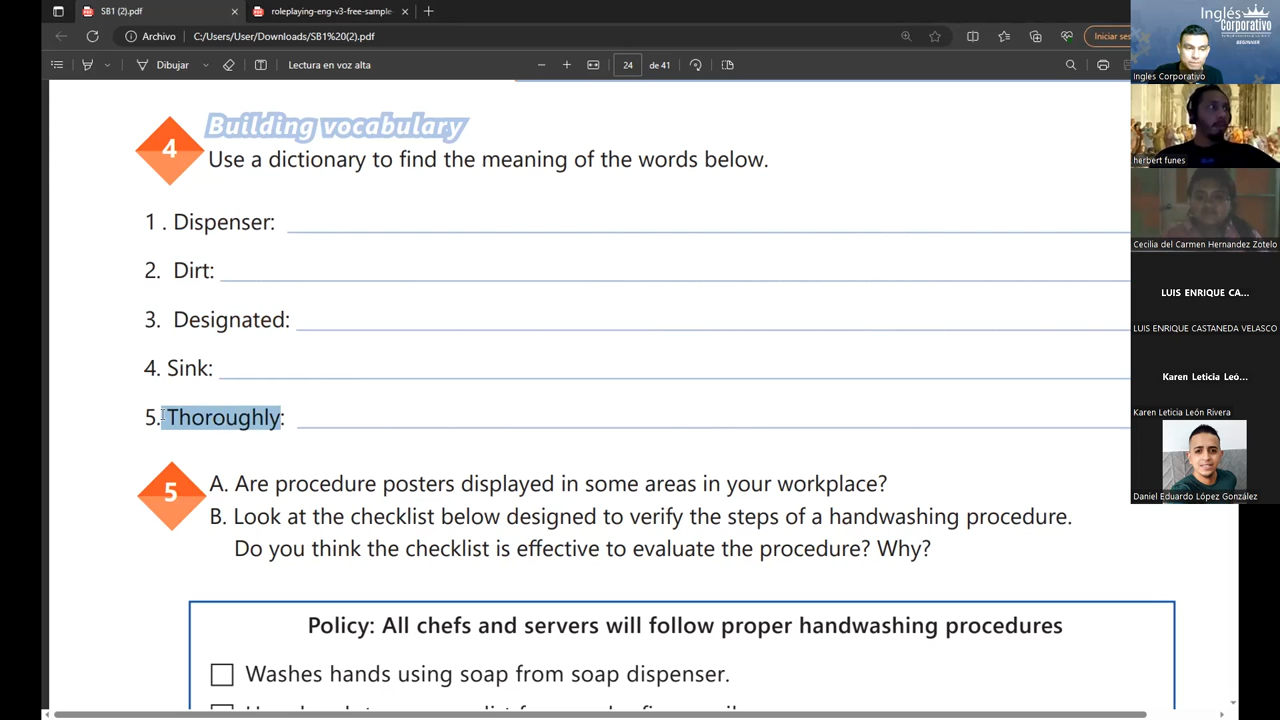 SB1 (2).pdf
roleplaying-eng-v3-free-sample
Archivo
C:/Users/User/Downloads/SB1%20(2).pdf
Iniciar ses
Dibujar
Lectura en voz alta
24
de 41
Building vocabulary
4
Use a dictionary to find the meaning of the words below.
1 . Dispenser:
2. Dirt:
3. Designated:
4. Sink:
5. Thoroughly:
5
A. Are procedure posters displayed in some areas in your workplace?
B. Look at the checklist below designed to verify the steps of a handwashing procedure.
Do you think the checklist is effective to evaluate the procedure? Why?
Policy: All chefs and servers will follow proper handwashing procedures
Washes hands using soap from soap dispenser.
Inglés
Corporativo
BEGINNER
Ingles Corporativo
herbert funes
Cecilia del Carmen Hernandez Zotelo
LUIS ENRIQUE CA...
LUIS ENRIQUE CASTANEDA VELASCO
Karen Leticia Leó...
Karen Leticia León Rivera
Daniel Eduardo López González